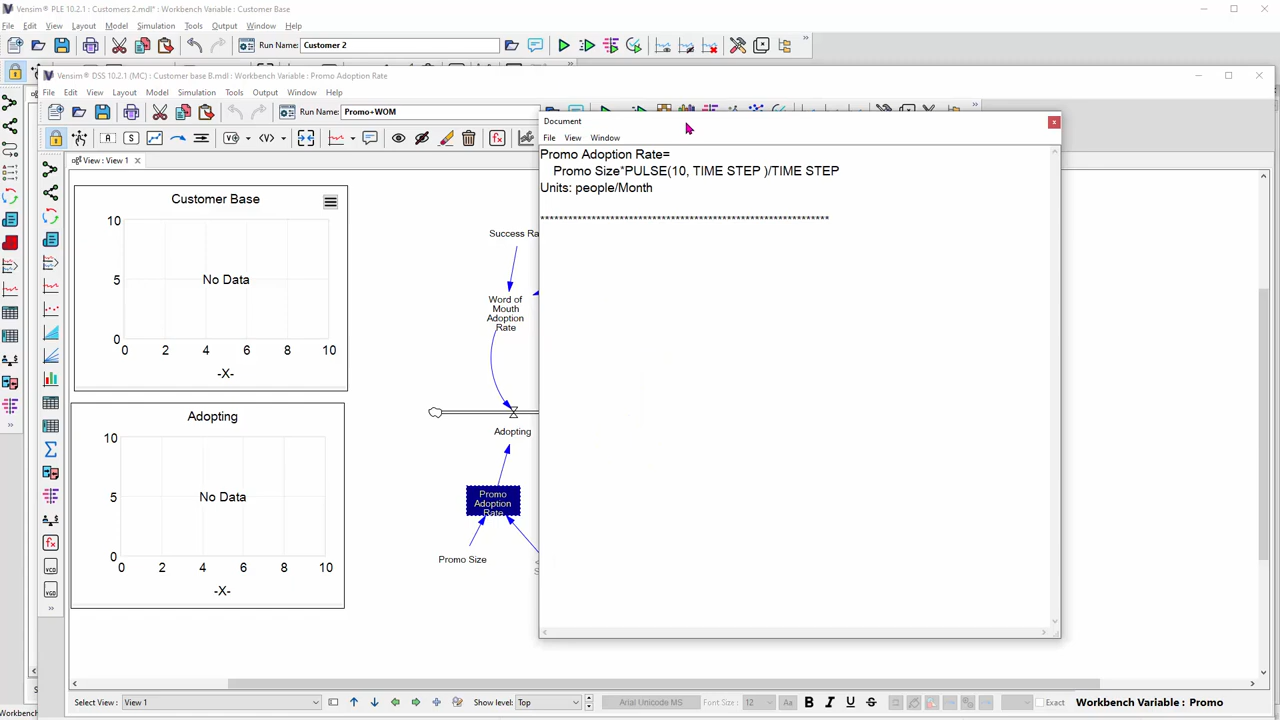 Vensim® PLE 10.2.1 : Customers 2.mdl* : Workbench Variable : Customer Base
File Edit View Layout Model Simulation Tools Output Window Help
Run Name: Customer 2
Vensim® DSS 10.2.1 (MC) : Customer base 8.mdl : Workbench Variable : Promo Adoption Rate
File Edit View Layout Model Simulation Tools Output Window Help
Run Name: Promo+WOM
View : View 1
Document
File View Window
Promo Adoption Rate=
Promo Size*PULSE(10, TIME STEP )/TIME STEP
Units: people/Month
************************************************************
Customer Base
10
No Data
5
0
0 2 4 6 8 10
-X-
Adopting
10
No Data
5
0
0 2 4 6 8 10
-X-
Success Ra
Word of
Mouth
Adoption
Rate
Adopting
Promo
Adoption
Rate
Promo Size
Select View : View 1
Show level: Top
Arial Unicode MS
Font Size : 12
Aa
B I U S
Exact
Workbench Variable : Promo
Workbench